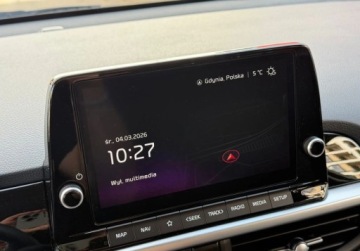 Gdynia, Polska | 5 °C
śr., 04.03.2026
10:27
Wył. multimedia
MAP NAV ☆ <SEEK TRACK> RADIO MEDIA SETUP